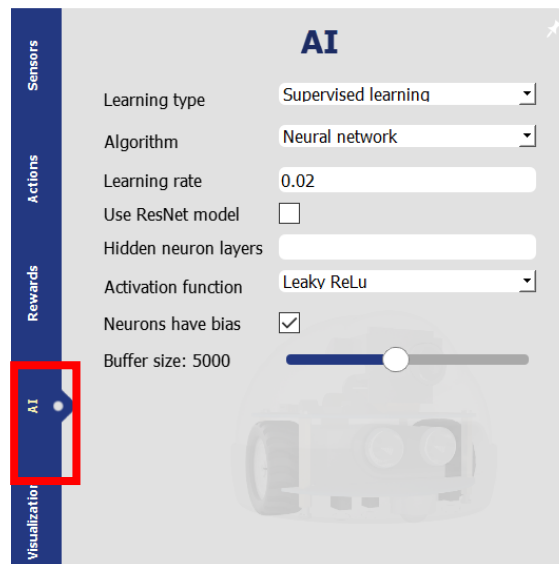 Sensors
Actions
Rewards
AI
Visualization
AI
Learning type Supervised learning
Algorithm Neural network
Learning rate 0.02
Use ResNet model
Hidden neuron layers
Activation function Leaky ReLu
Neurons have bias
Buffer size: 5000